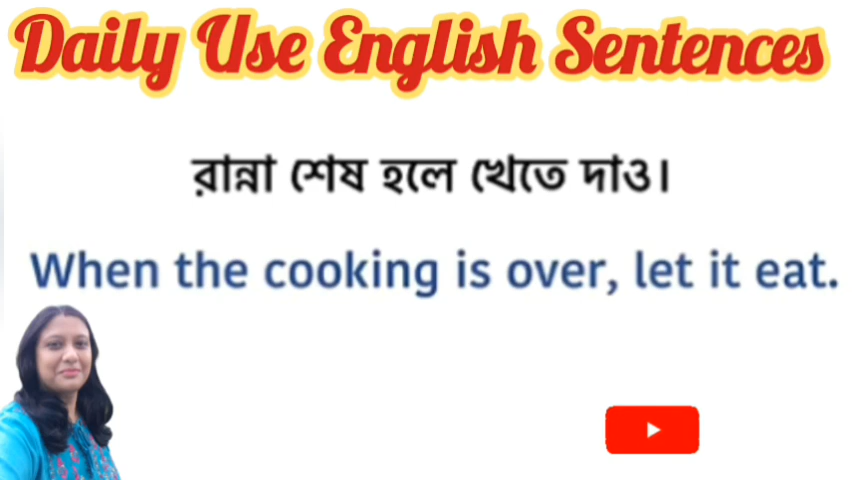 Daily Use English Sentences
রান্না শেষ হলে খেতে দাও।
When the cooking is over, let it eat.